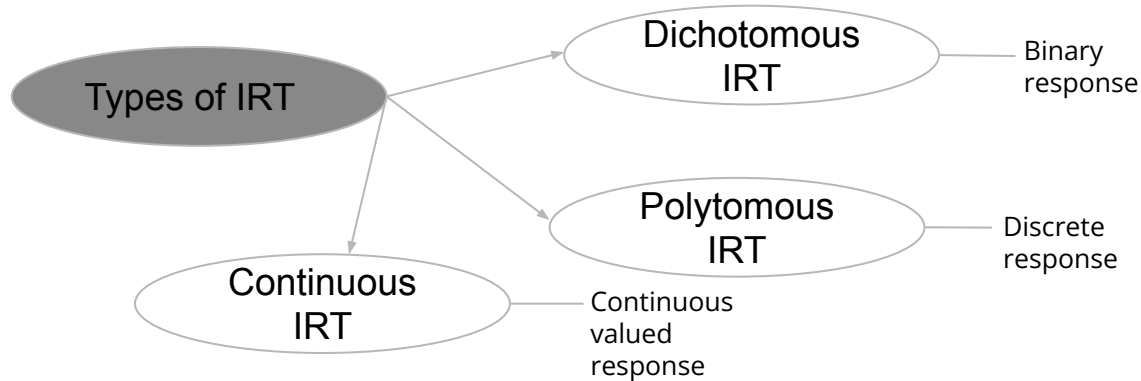 Types of IRT
Dichotomous
IRT
Binary
response
Polytomous
IRT
Discrete
response
Continuous
IRT
Continuous
valued
response